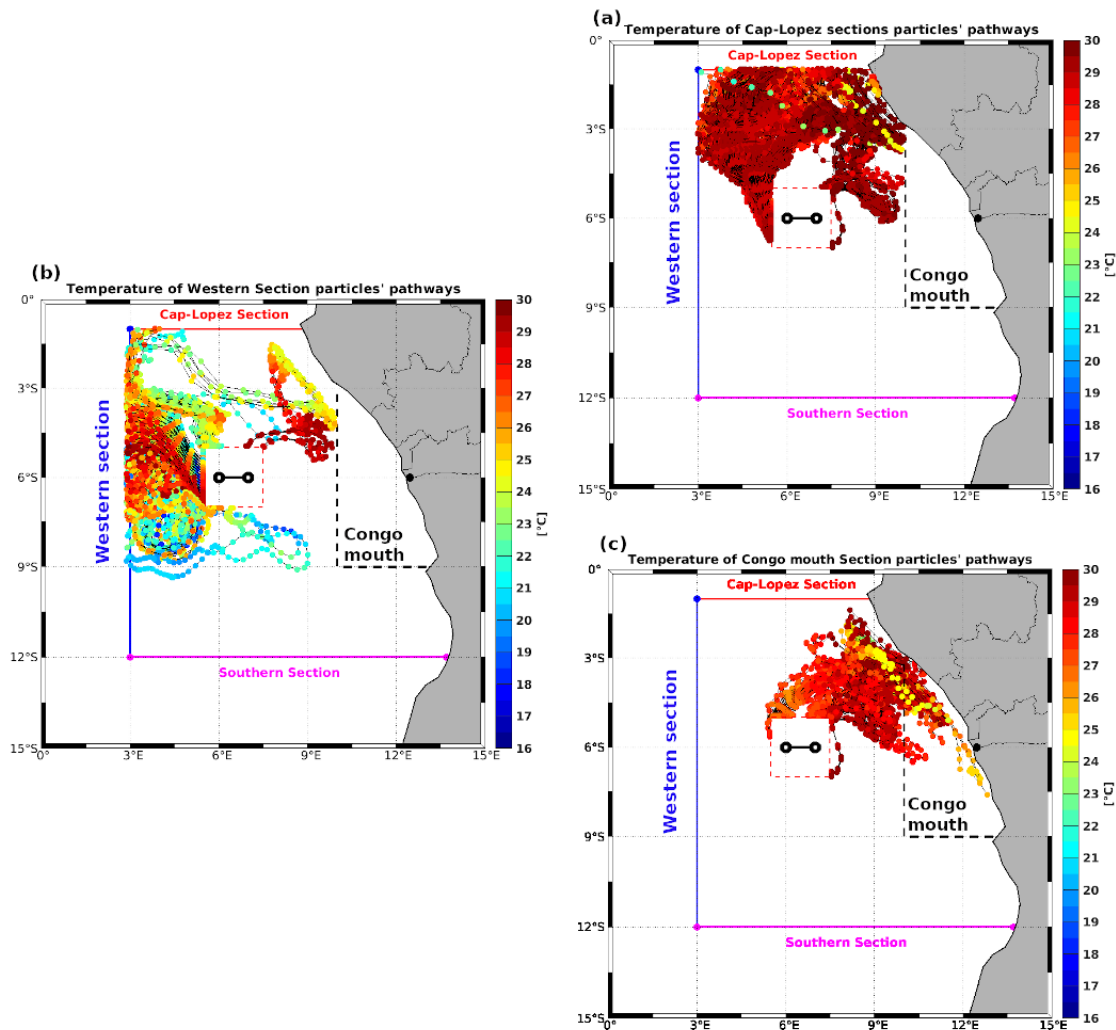 (a)
Temperature of Cap-Lopez sections particles' pathways
0°
3°S
6°S
9°S
12°S
15°S
0°
3°E
6°E
9°E
12°E
15°E
Cap-Lopez Section
Western section
Congo
mouth
Southern Section
30
29
28
27
26
25
24
23
22
21
20
19
18
17
16
[°C]
(b)
Temperature of Western Section particles' pathways
0°
3°S
6°S
9°S
12°S
15°S
0°
3°E
6°E
9°E
12°E
15°E
Cap-Lopez Section
Western section
Congo
mouth
Southern Section
30
29
28
27
26
25
24
23
22
21
20
19
18
17
16
[°C]
(c)
Temperature of Congo mouth Section particles' pathways
0°
3°S
6°S
9°S
12°S
15°S
0°
3°E
6°E
9°E
12°E
15°E
Cap-Lopez Section
Western section
Congo
mouth
Southern Section
30
29
28
27
26
25
24
23
22
21
20
19
18
17
16
[°C]